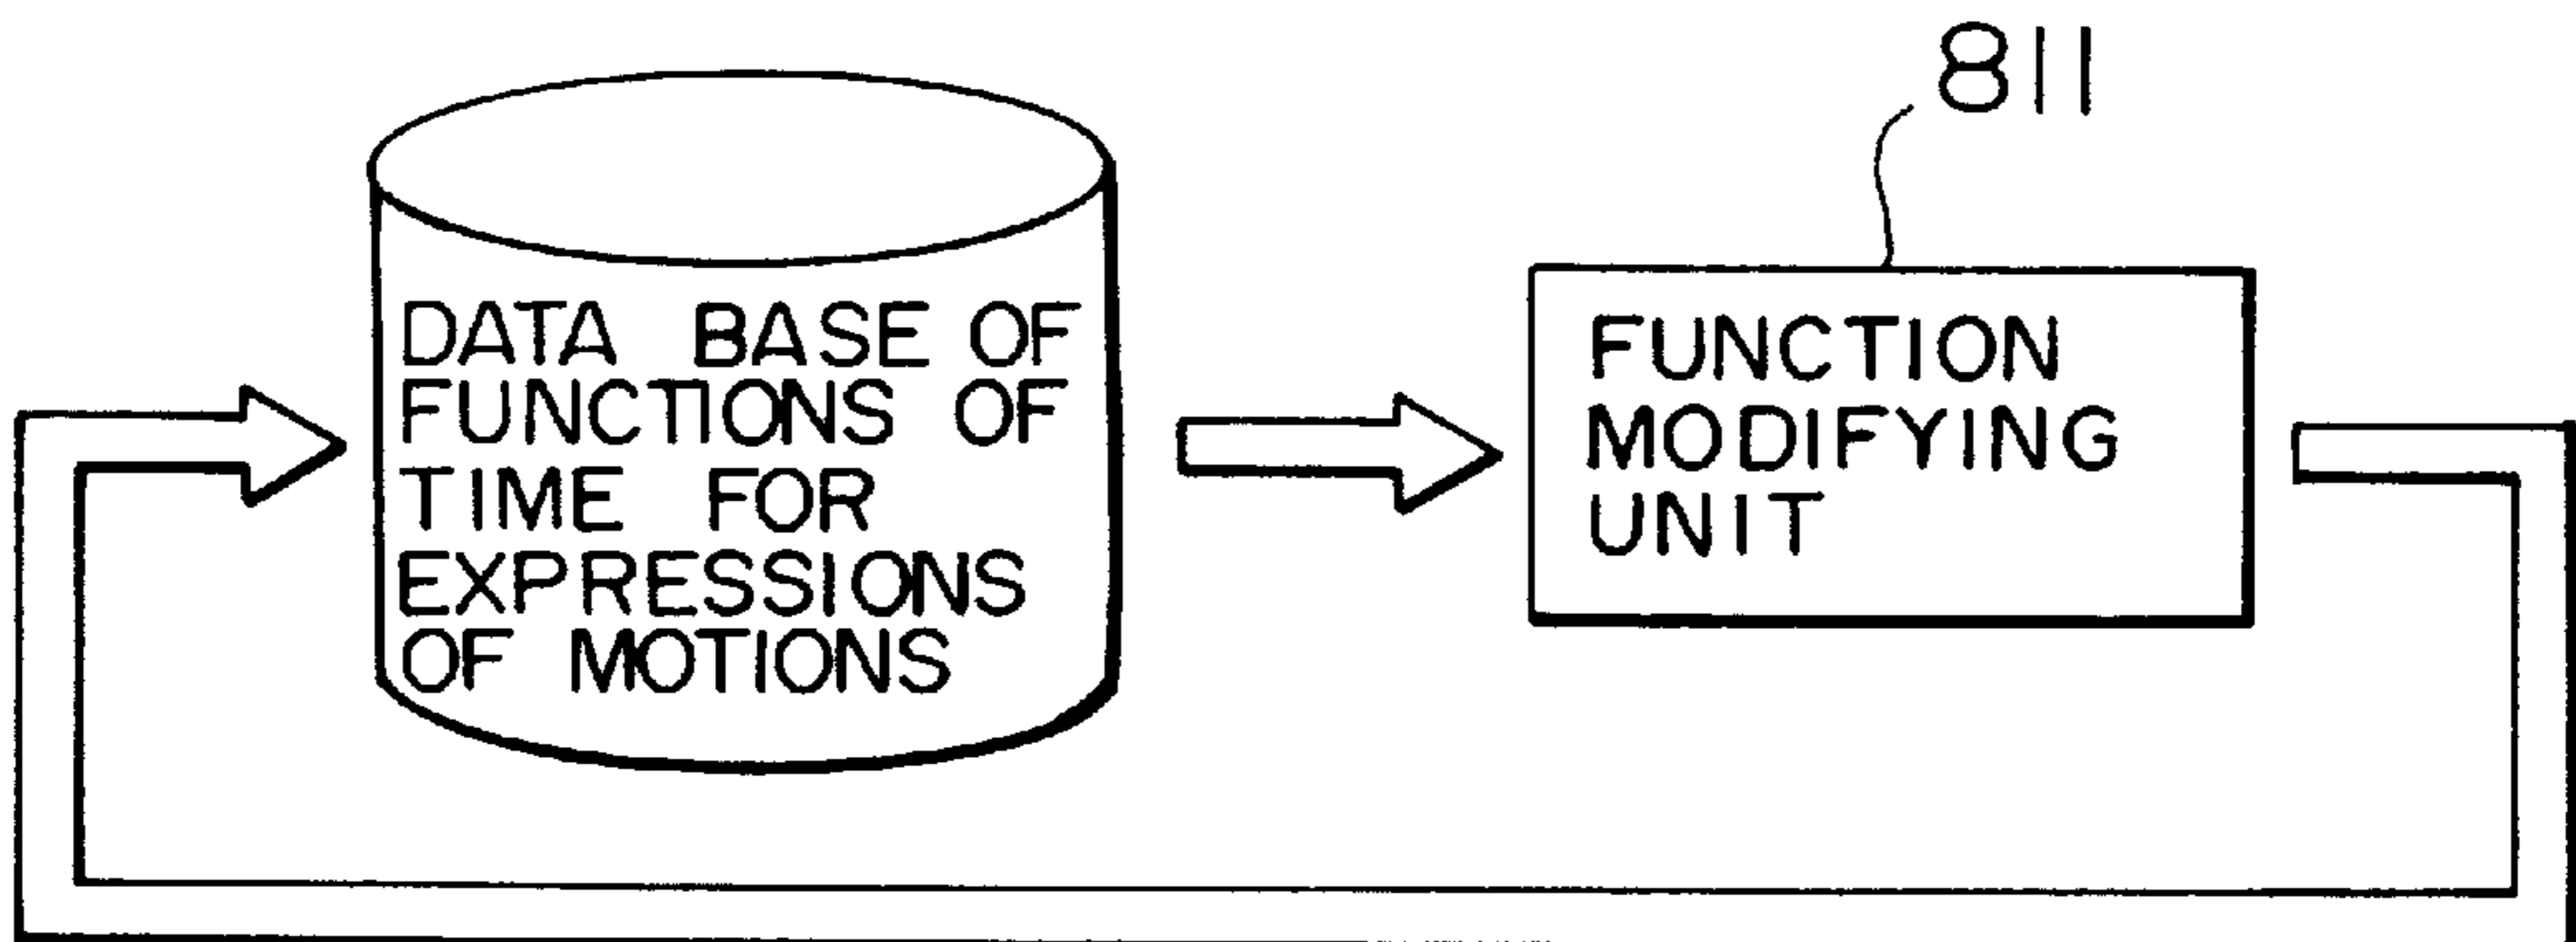 811
DATA BASE OF
FUNCTIONS OF
TIME FOR
EXPRESSIONS
OF MOTIONS
FUNCTION
MODIFYING
UNIT